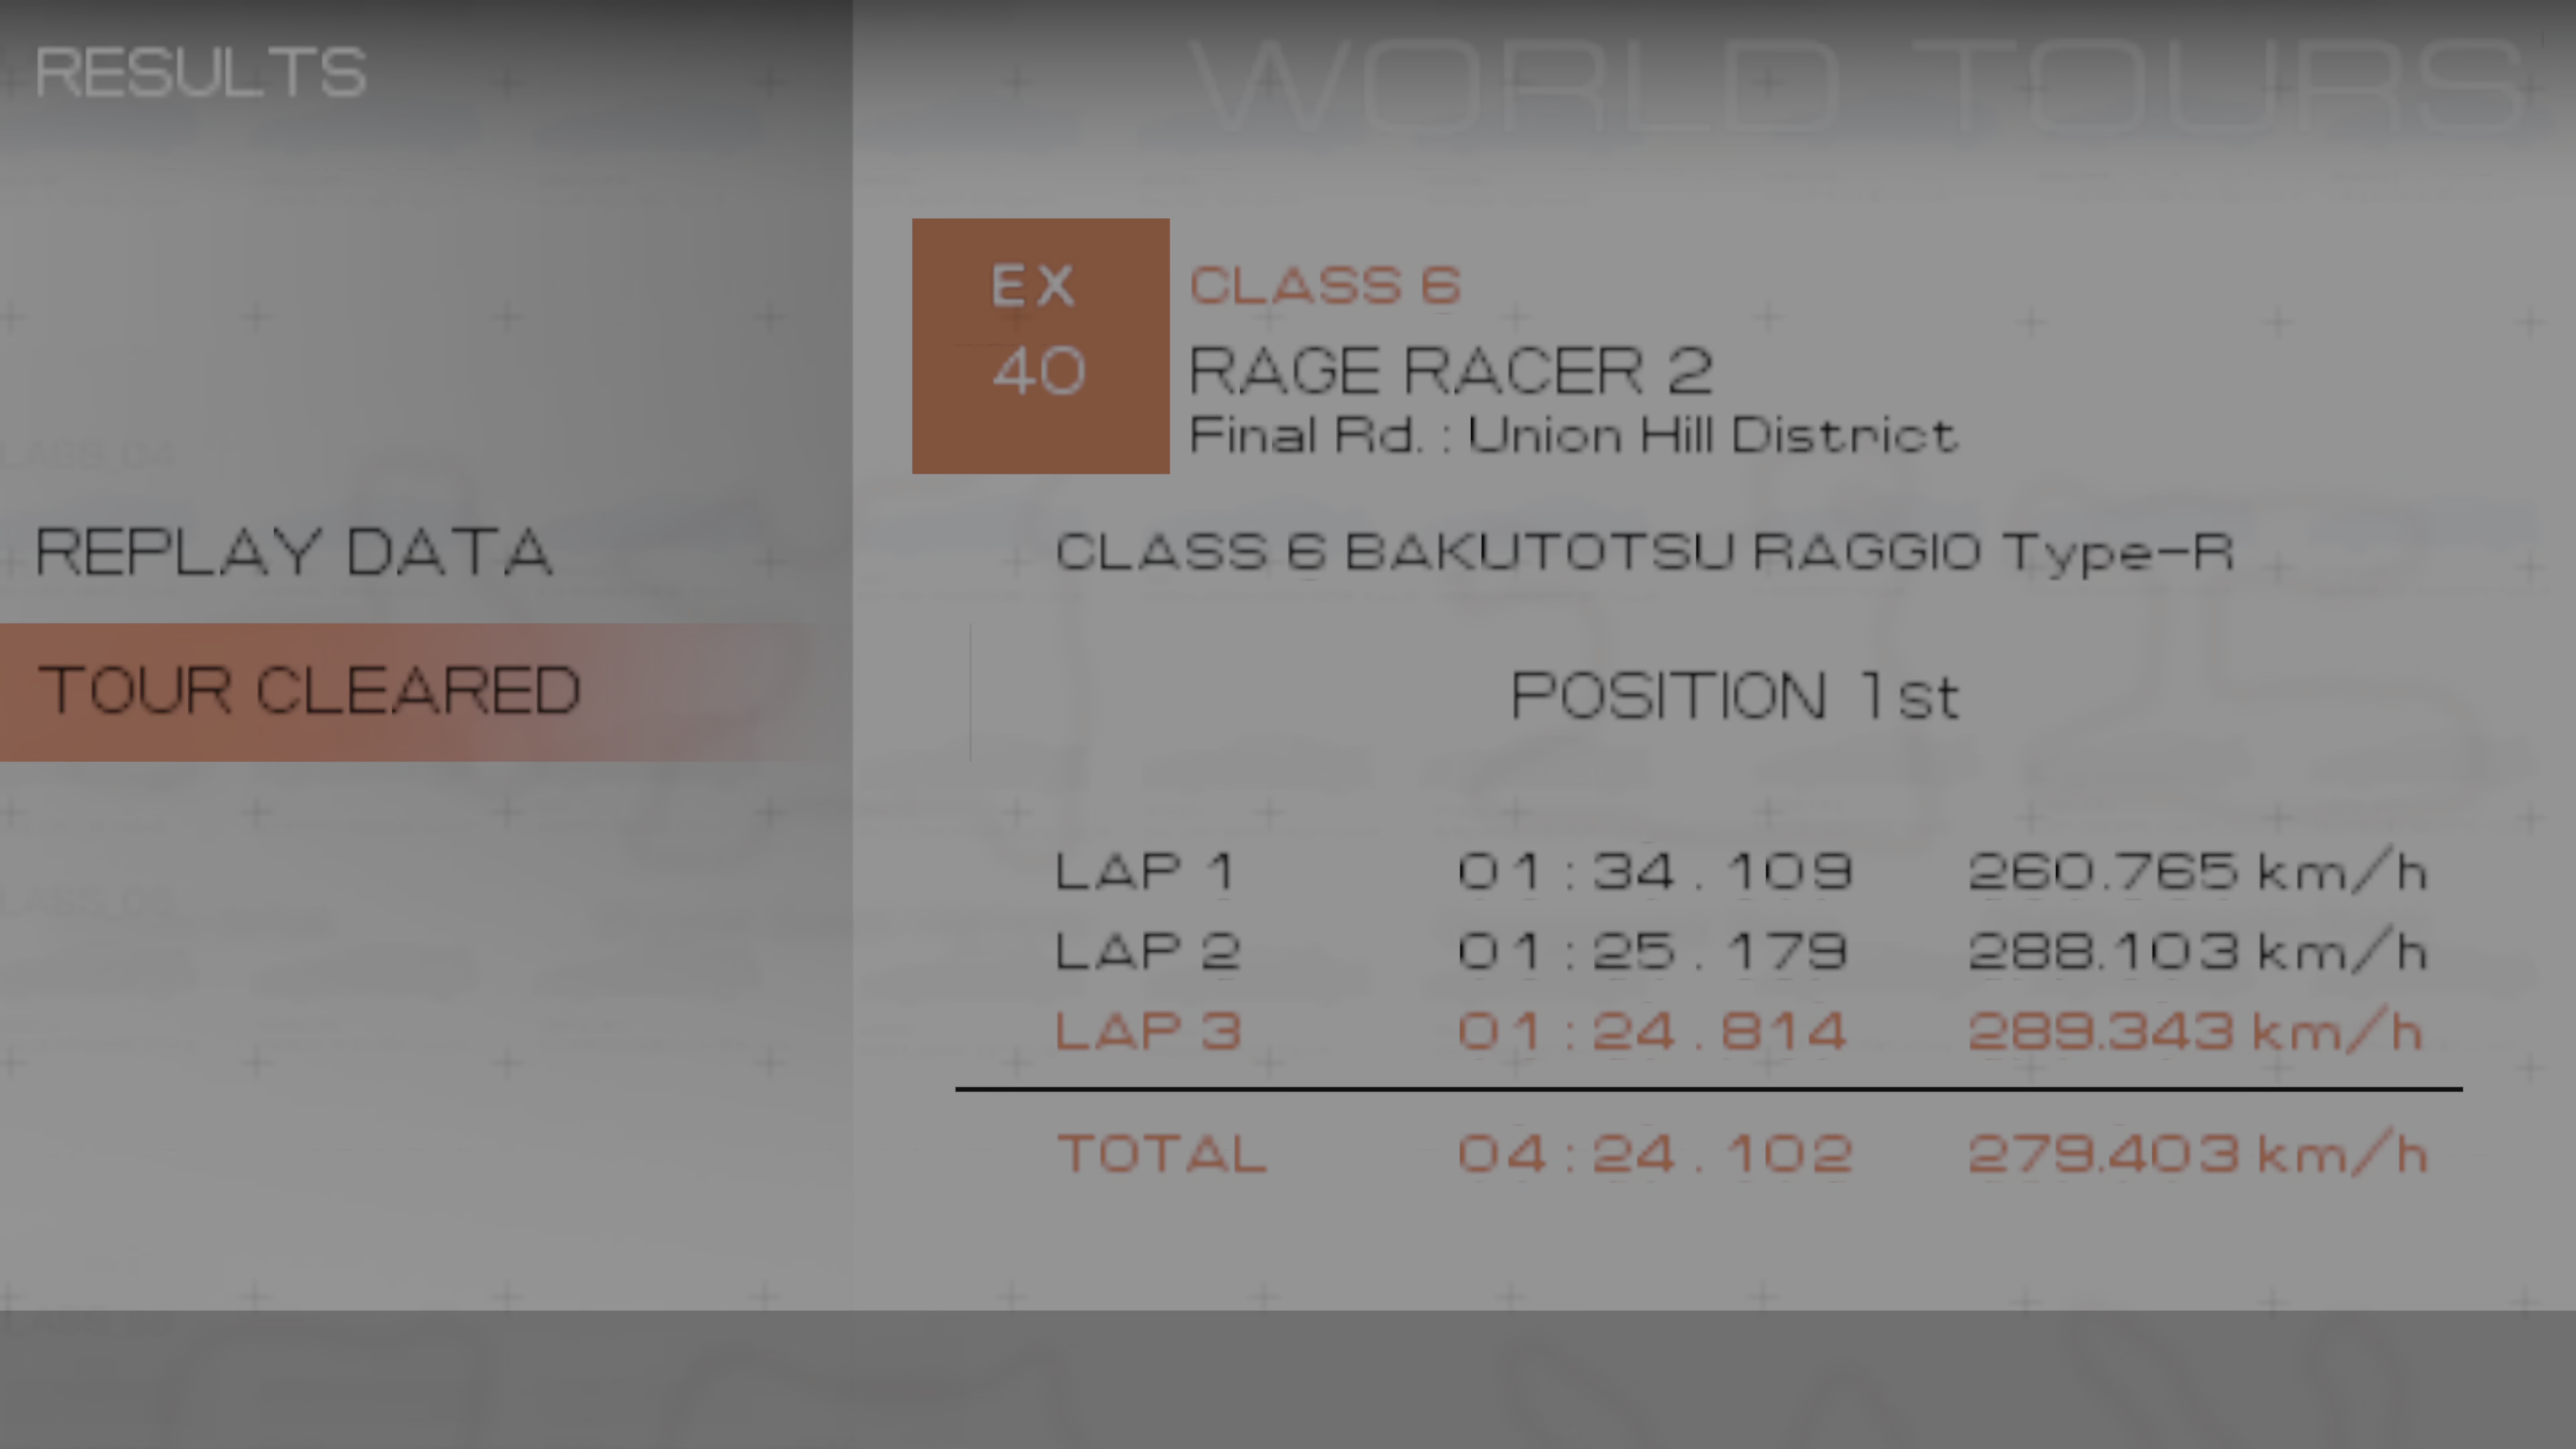 RESULTS
WORLD TOURS
EX
40
CLASS 6
RAGE RACER 2
Final Rd. : Union Hill District
CLASS_04
REPLAY DATA
CLASS 6 BAKUTOTSU RAGGIO Type-R
TOUR CLEARED
POSITION 1st
LAP 1 01:34.109 260.765 km/h
LAP 2 01:25.179 288.103 km/h
LAP 3 01:24.814 289.343 km/h
TOTAL 04:24.102 279.403 km/h